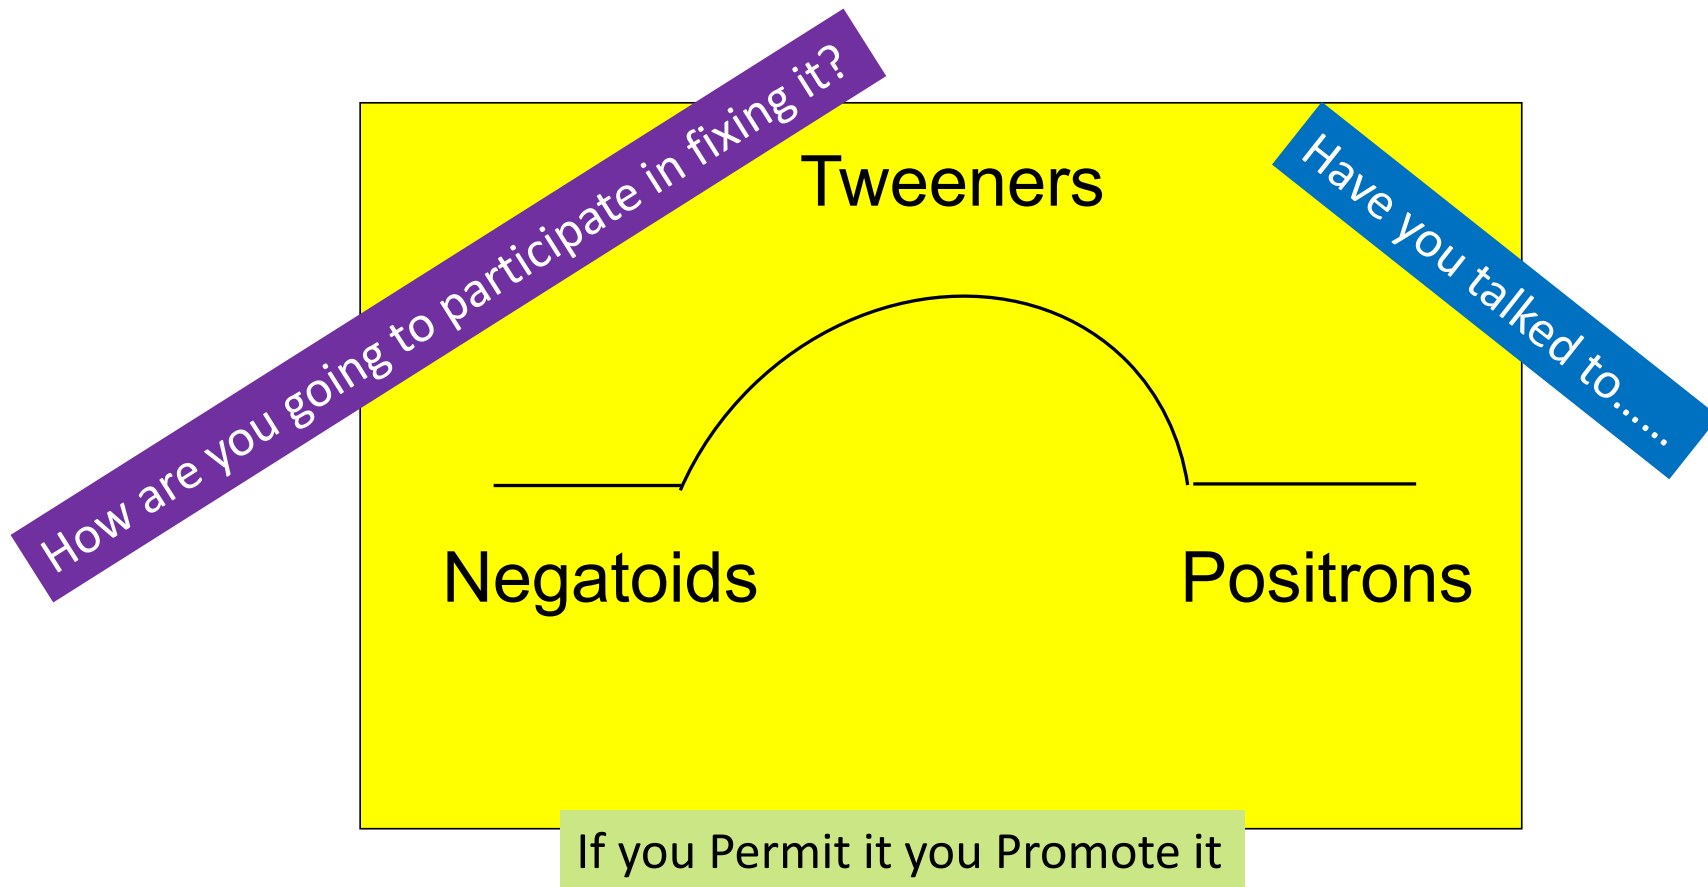 How are you going to participate in fixing it?
Tweeners
Have you talked to......
Negatoids
Positrons
If you Permit it you Promote it